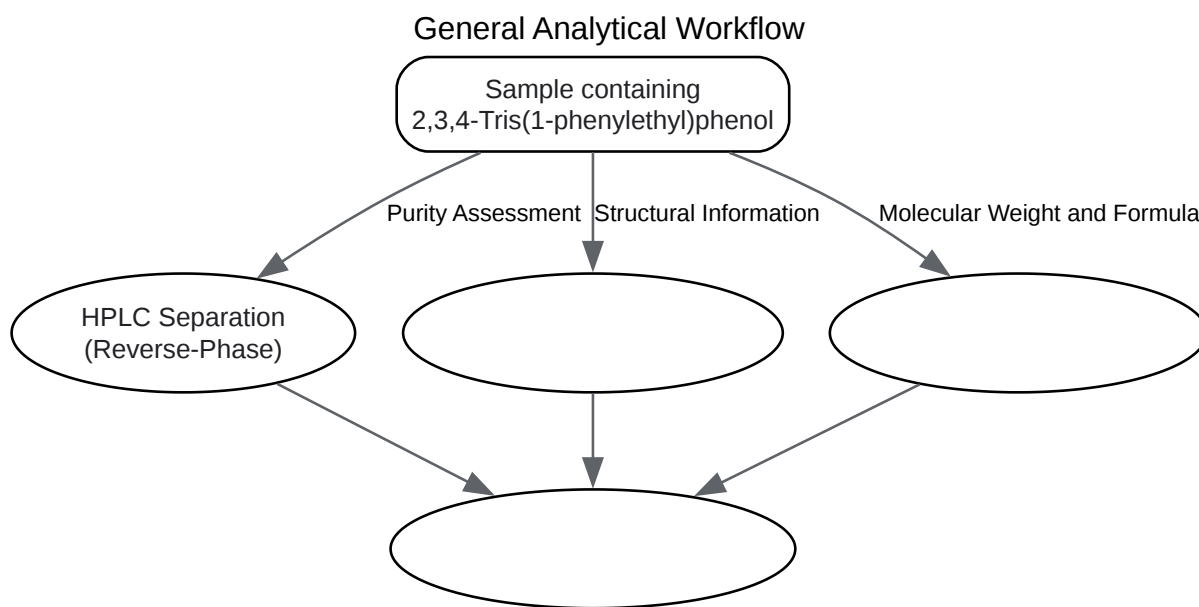 General Analytical Workflow
Sample containing
2,3,4-Tris(1-phenylethyl)phenol
Purity Assessment
Structural Information
Molecular Weight and Formula
HPLC Separation
(Reverse-Phase)